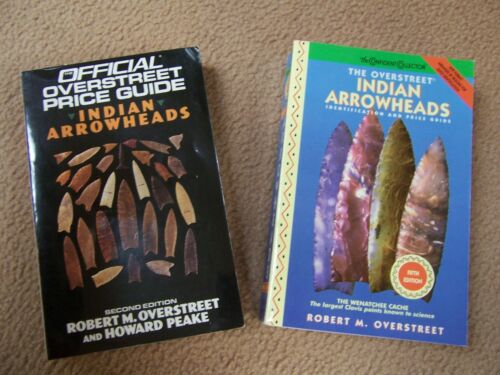 OFFICIAL
OVERSTREET
PRICE GUIDE
INDIAN
ARROWHEADS
SECOND EDITION
ROBERT M. OVERSTREET
AND HOWARD PEAKE
The CONFIDENT COLLECTOR
THE OVERSTREET
INDIAN
ARROWHEADS
IDENTIFICATION AND PRICE GUIDE
FIFTH
EDITION
THE WENATCHEE CACHE
The largest Clovis points known to science
ROBERT M. OVERSTREET